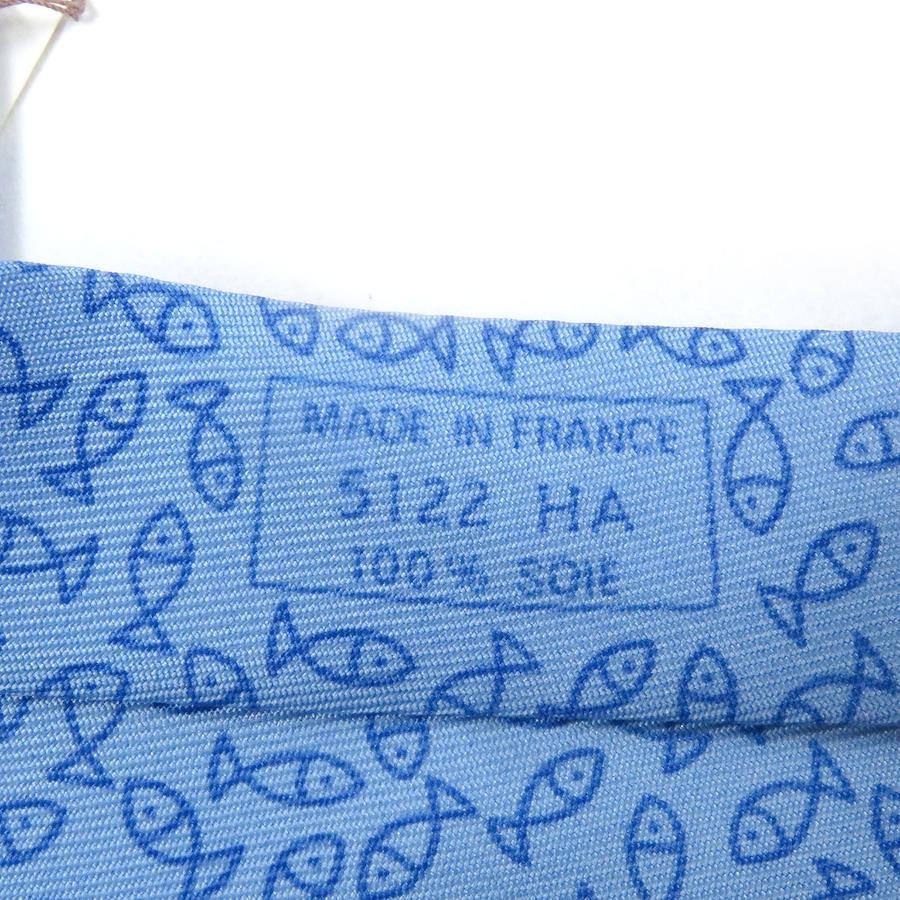 MADE IN FRANCE
5122 HA
100% SOIE